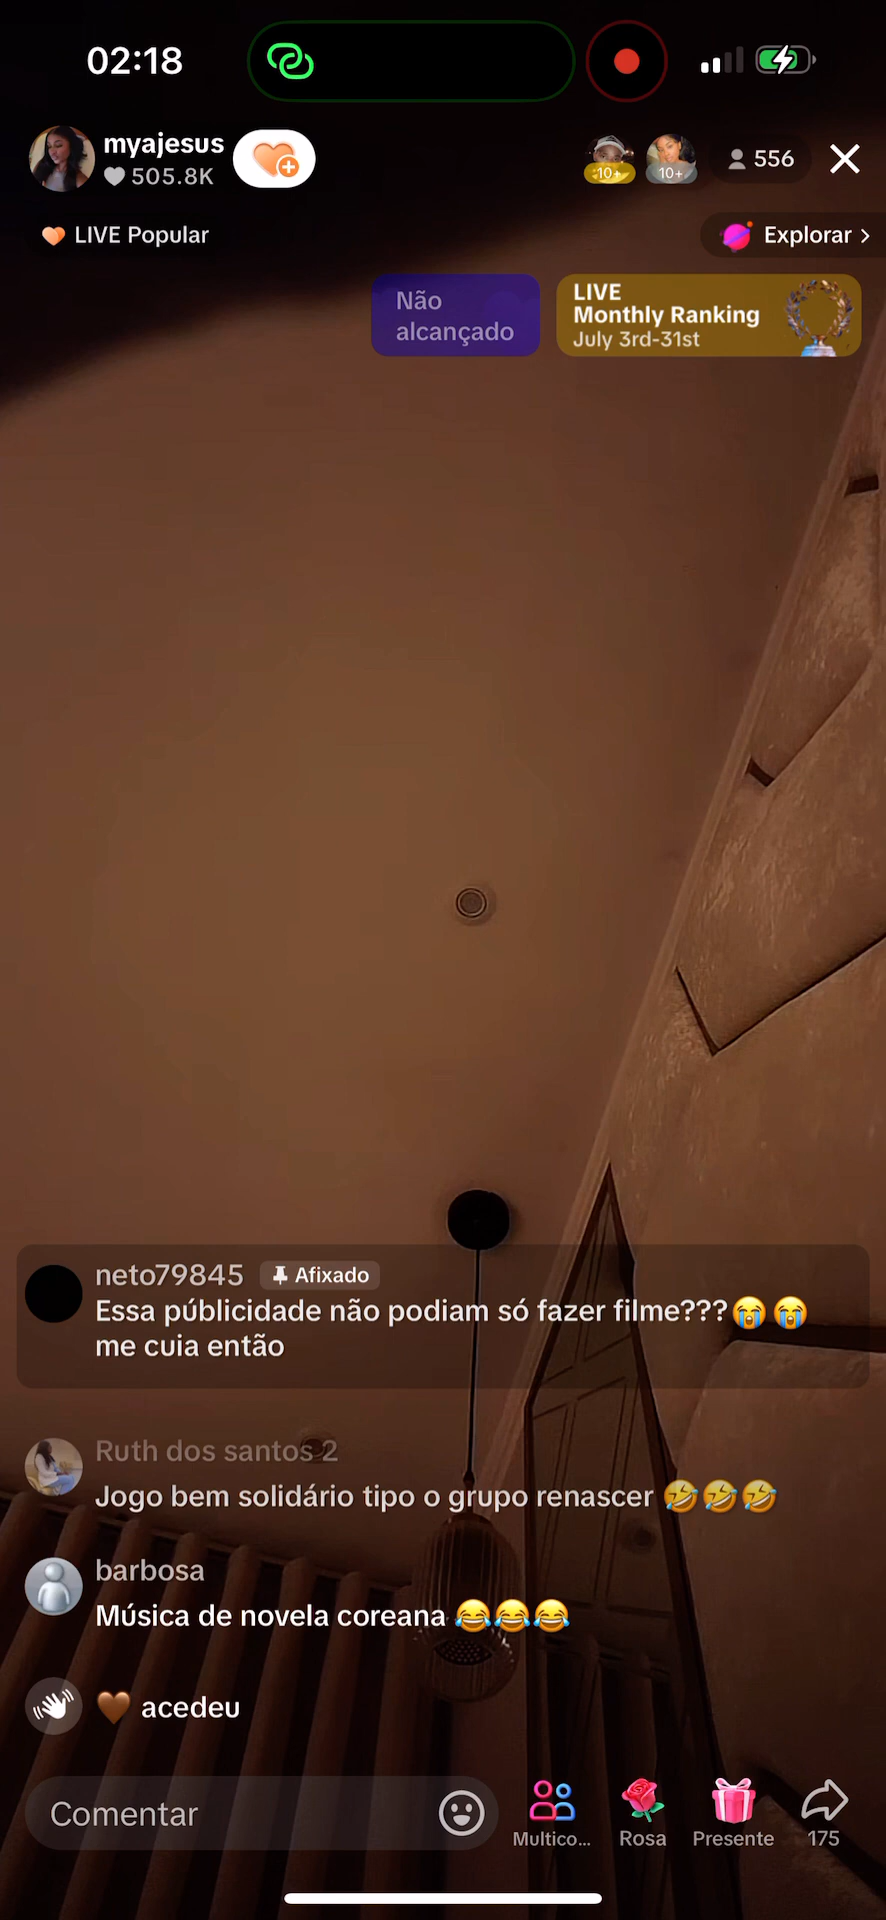 02:18
myajesus
505.8K
10+
10+
556
LIVE Popular
Explorar
Não
alcançado
LIVE
Monthly Ranking
July 3rd-31st
neto79845 Afixado
Essa públicidade não podiam só fazer filme???😭😭
me cuia então
Ruth dos santos 2
Jogo bem solidário tipo o grupo renascer 🤣🤣🤣
barbosa
Música de novela coreana 😂😂😂
🤎 acedeu
Comentar
Multico...
Rosa
Presente
175